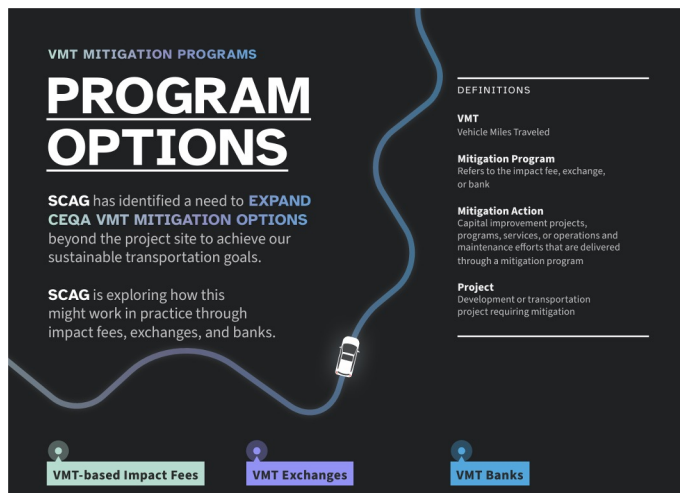 VMT MITIGATION PROGRAMS
PROGRAM
OPTIONS
SCAG has identified a need to EXPAND
CEQA VMT MITIGATION OPTIONS
beyond the project site to achieve our
sustainable transportation goals.
SCAG is exploring how this
might work in practice through
impact fees, exchanges, and banks.
DEFINITIONS
VMT
Vehicle Miles Traveled
Mitigation Program
Refers to the impact fee, exchange,
or bank
Mitigation Action
Capital improvement projects,
programs, services, or operations and
maintenance efforts that are delivered
through a mitigation program
Project
Development or transportation
project requiring mitigation
VMT-based Impact Fees
VMT Exchanges
VMT Banks